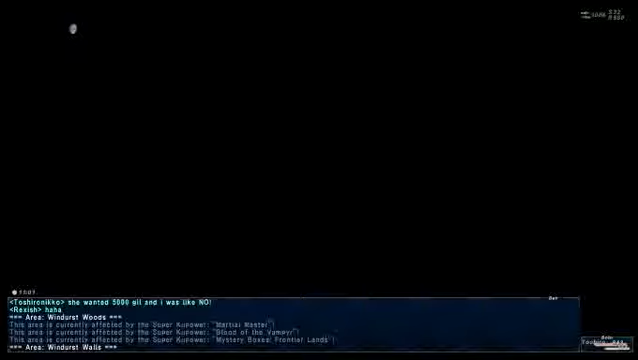 <Toshironikko> she wanted 5000 gil and i was like NO!
<Rexish> haha
=== Area: Windurst Woods ===
This area is currently affected by the Super Kupower: "Martial Master"!
This area is currently affected by the Super Kupower: "Blood of the Vampyr"!
This area is currently affected by the Super Kupower: "Mystery Boxes: Frontier Lands"!
=== Area: Windurst Walls ===